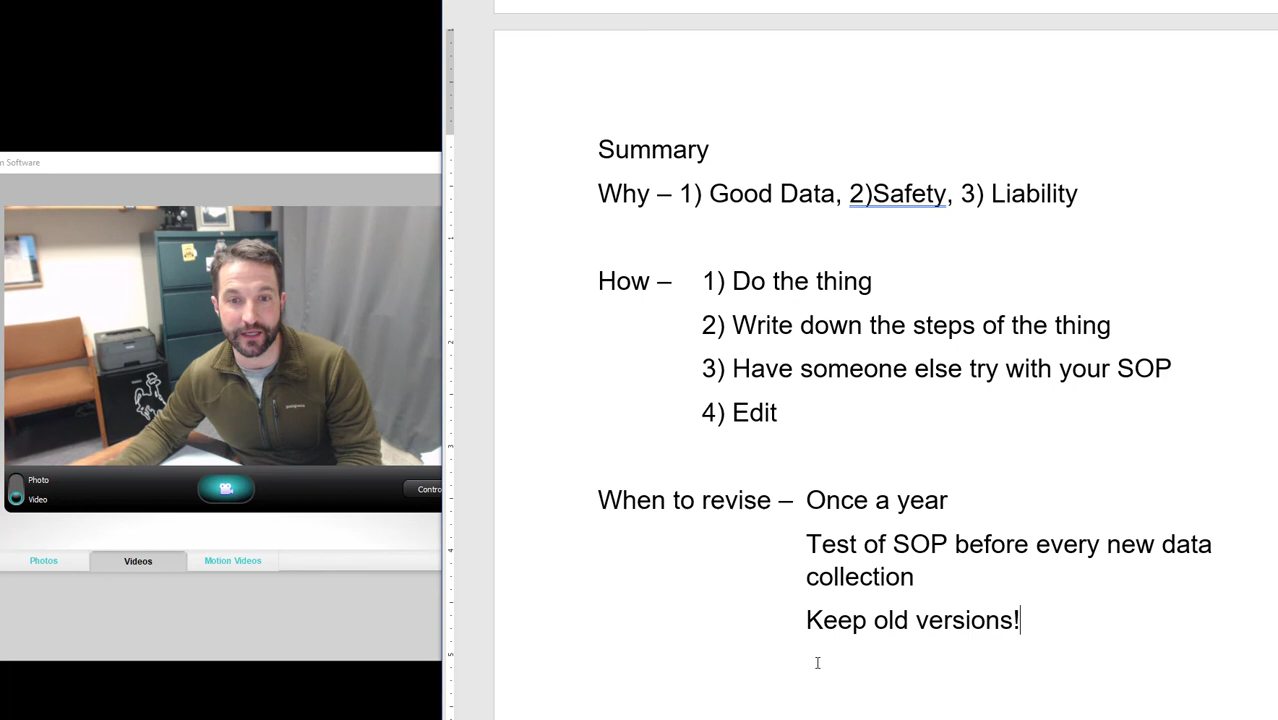 n Software
Summary
Why – 1) Good Data, 2)Safety, 3) Liability
How – 1) Do the thing
2) Write down the steps of the thing
3) Have someone else try with your SOP
4) Edit
When to revise – Once a year
Test of SOP before every new data
collection
Keep old versions!
patagonia
Photo
Video
Contro
Photos
Videos
Motion Videos